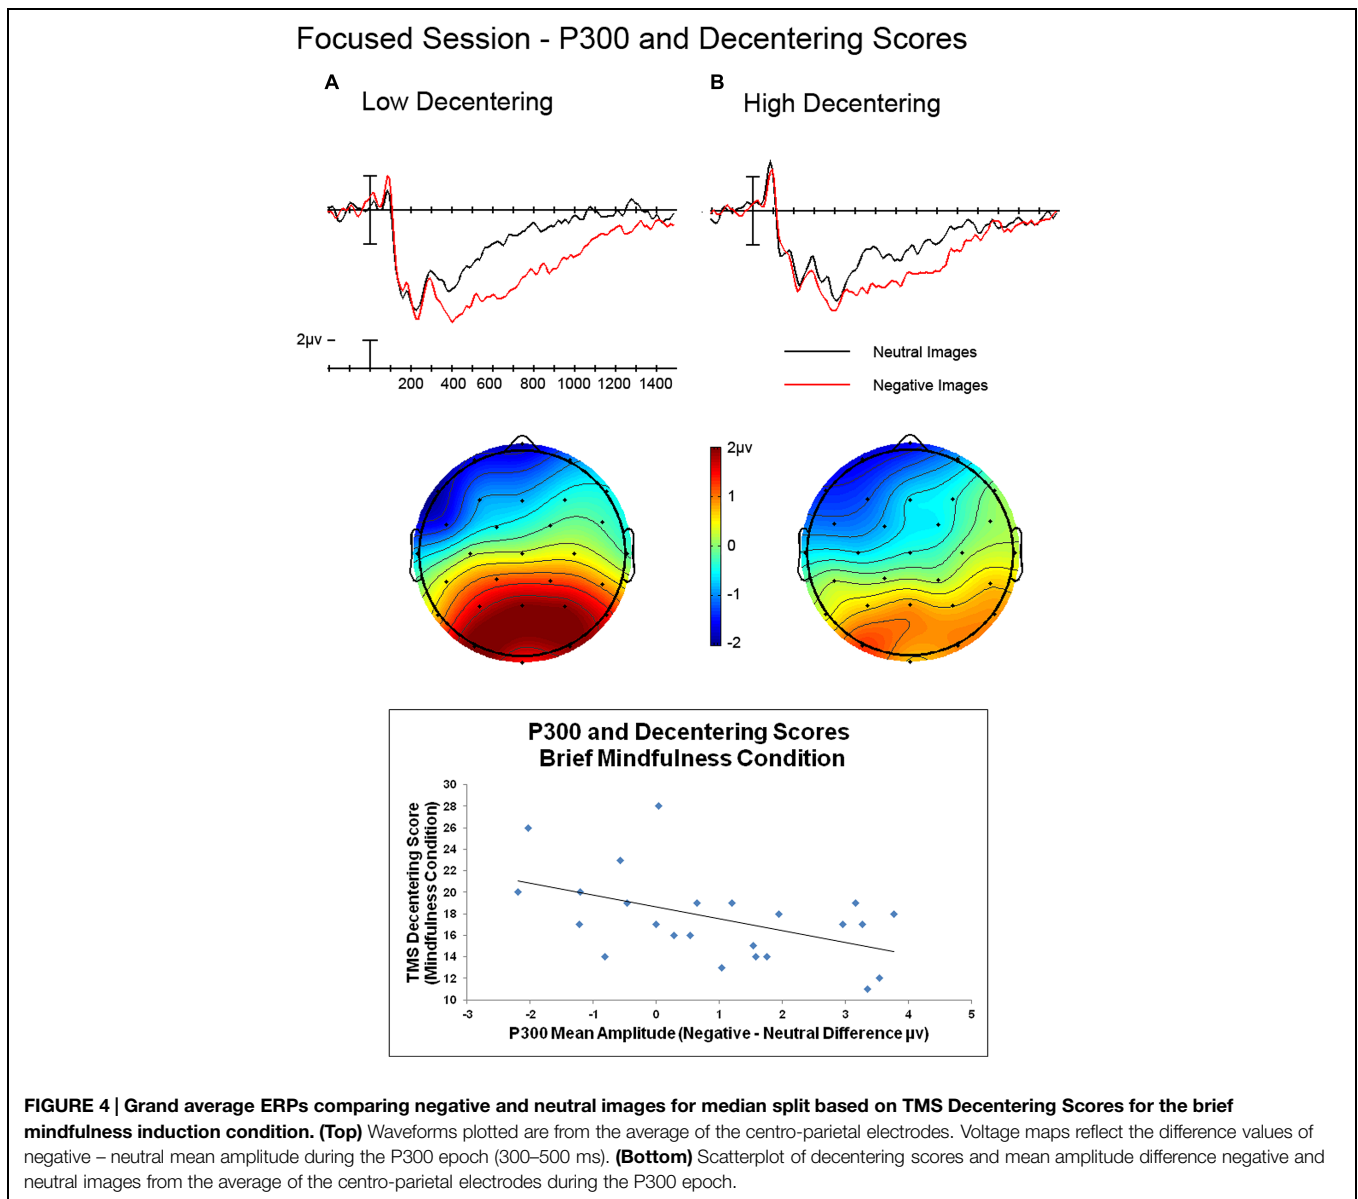 Focused Session - P300 and Decentering Scores
A
Low Decentering
B
High Decentering
2µv
200 400 600 800 1000 1200 1400
Neutral Images
Negative Images
2µv
1
0
-1
-2
P300 and Decentering Scores
Brief Mindfulness Condition
TMS Decentering Score
(Mindfulness Condition)
30
28
26
24
22
20
18
16
14
12
10
-3 -2 -1 0 1 2 3 4 5
P300 Mean Amplitude (Negative - Neutral Difference µv)
FIGURE 4 | Grand average ERPs comparing negative and neutral images for median split based on TMS Decentering Scores for the brief
mindfulness induction condition. (Top) Waveforms plotted are from the average of the centro-parietal electrodes. Voltage maps reflect the difference values of
negative – neutral mean amplitude during the P300 epoch (300–500 ms). (Bottom) Scatterplot of decentering scores and mean amplitude difference negative and
neutral images from the average of the centro-parietal electrodes during the P300 epoch.